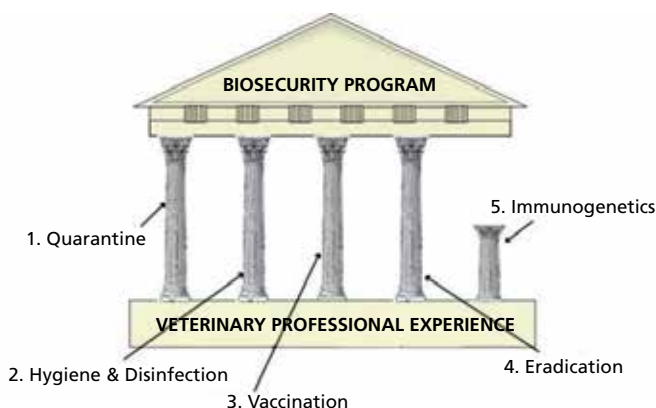 BIOSECURITY PROGRAM
5. Immunogenetics
1. Quarantine
VETERINARY PROFESSIONAL EXPERIENCE
4. Eradication
2. Hygiene & Disinfection
3. Vaccination